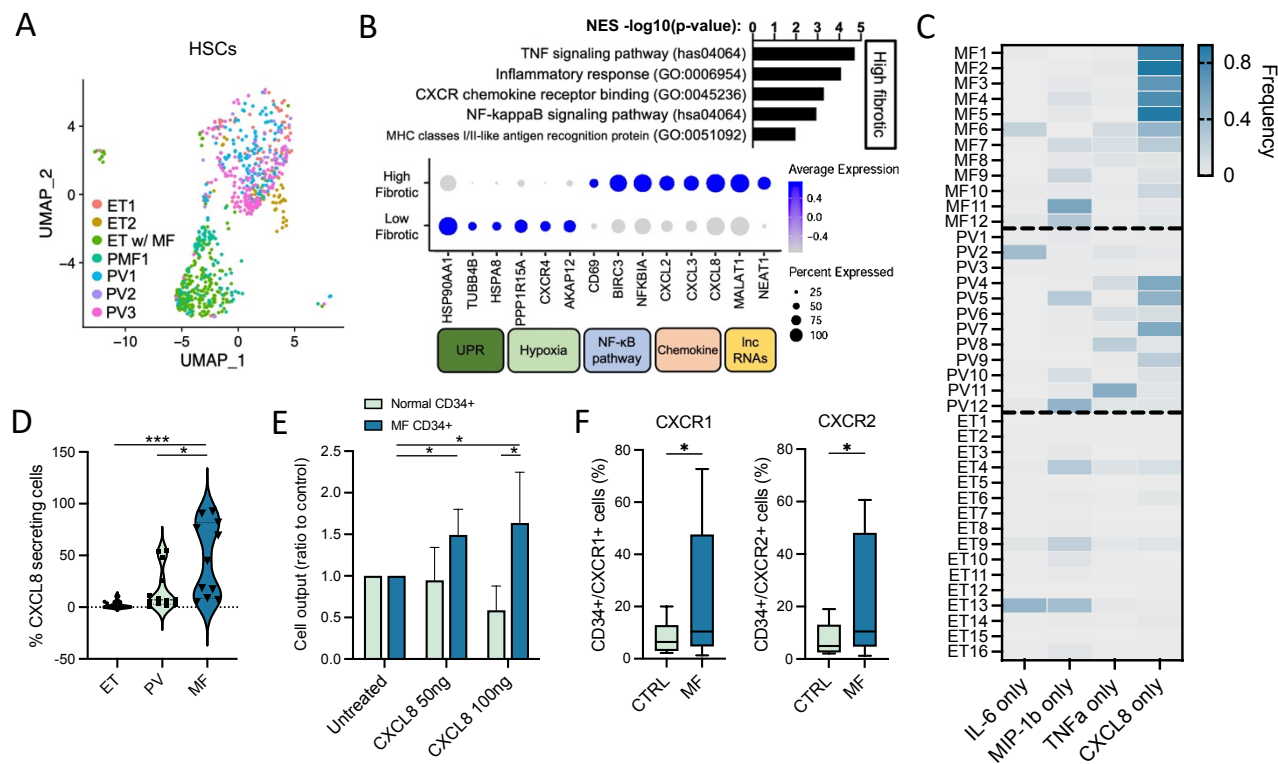 A
HSCs
UMAP_2
4
0
−4
ET1
ET2
ET w/ MF
PMF1
PV1
PV2
PV3
−10
−5
0
5
UMAP_1
B
NES -log10(p-value):
0 1 2 3 4 5
TNF signaling pathway (has04064)
Inflammatory response (GO:0006954)
CXCR chemokine receptor binding (GO:0045236)
NF-kappaB signaling pathway (hsa04064)
MHC classes I/II-like antigen recognition protein (GO:0051092)
High fibrotic
High
Fibrotic
Low
Fibrotic
HSP90AA1
TUBB4B
HSPA8
PPP1R15A
CXCR4
AKAP12
CD69
BIRC3
NFKBIA
CXCL2
CXCL3
CXCL8
MALAT1
NEAT1
UPR
Hypoxia
NF-κB
pathway
Chemokine
lnc
RNAs
Average Expression
0.4
0.0
−0.4
Percent Expressed
25
50
75
100
C
MF1
MF2
MF3
MF4
MF5
MF6
MF7
MF8
MF9
MF10
MF11
MF12
PV1
PV2
PV3
PV4
PV5
PV6
PV7
PV8
PV9
PV10
PV11
PV12
ET1
ET2
ET3
ET4
ET5
ET6
ET7
ET8
ET9
ET10
ET11
ET12
ET13
ET14
ET15
ET16
IL-6 only
MIP-1b only
TNFa only
CXCL8 only
0.8
0.4
0
Frequency
D
% CXCL8 secreting cells
150
100
50
0
-50
***
*
ET
PV
MF
E
Normal CD34+
MF CD34+
Cell output (ratio to control)
2.5
2.0
1.5
1.0
0.5
0.0
*
*
*
Untreated
CXCL8 50ng
CXCL8 100ng
F
CXCR1
CD34+/CXCR1+ cells (%)
80
60
40
20
0
*
CTRL
MF
CXCR2
CD34+/CXCR2+ cells (%)
80
60
40
20
0
*
CTRL
MF